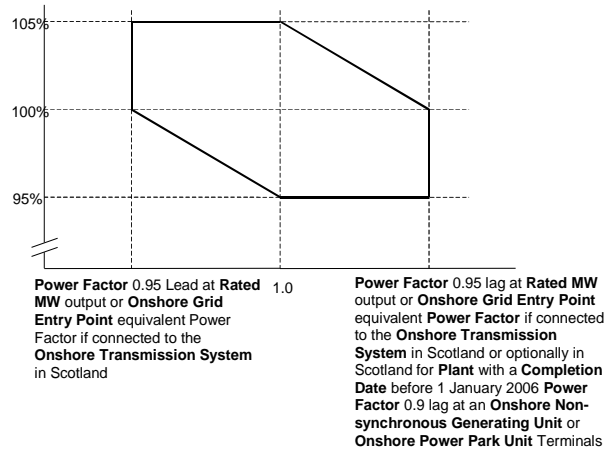 105%
100%
95%
Power Factor 0.95 Lead at Rated
MW output or Onshore Grid
Entry Point equivalent Power
Factor if connected to the
Onshore Transmission System
in Scotland
1.0
Power Factor 0.95 lag at Rated MW
output or Onshore Grid Entry Point
equivalent Power Factor if connected
to the Onshore Transmission
System in Scotland or optionally in
Scotland for Plant with a Completion
Date before 1 January 2006 Power
Factor 0.9 lag at an Onshore Non-
synchronous Generating Unit or
Onshore Power Park Unit Terminals